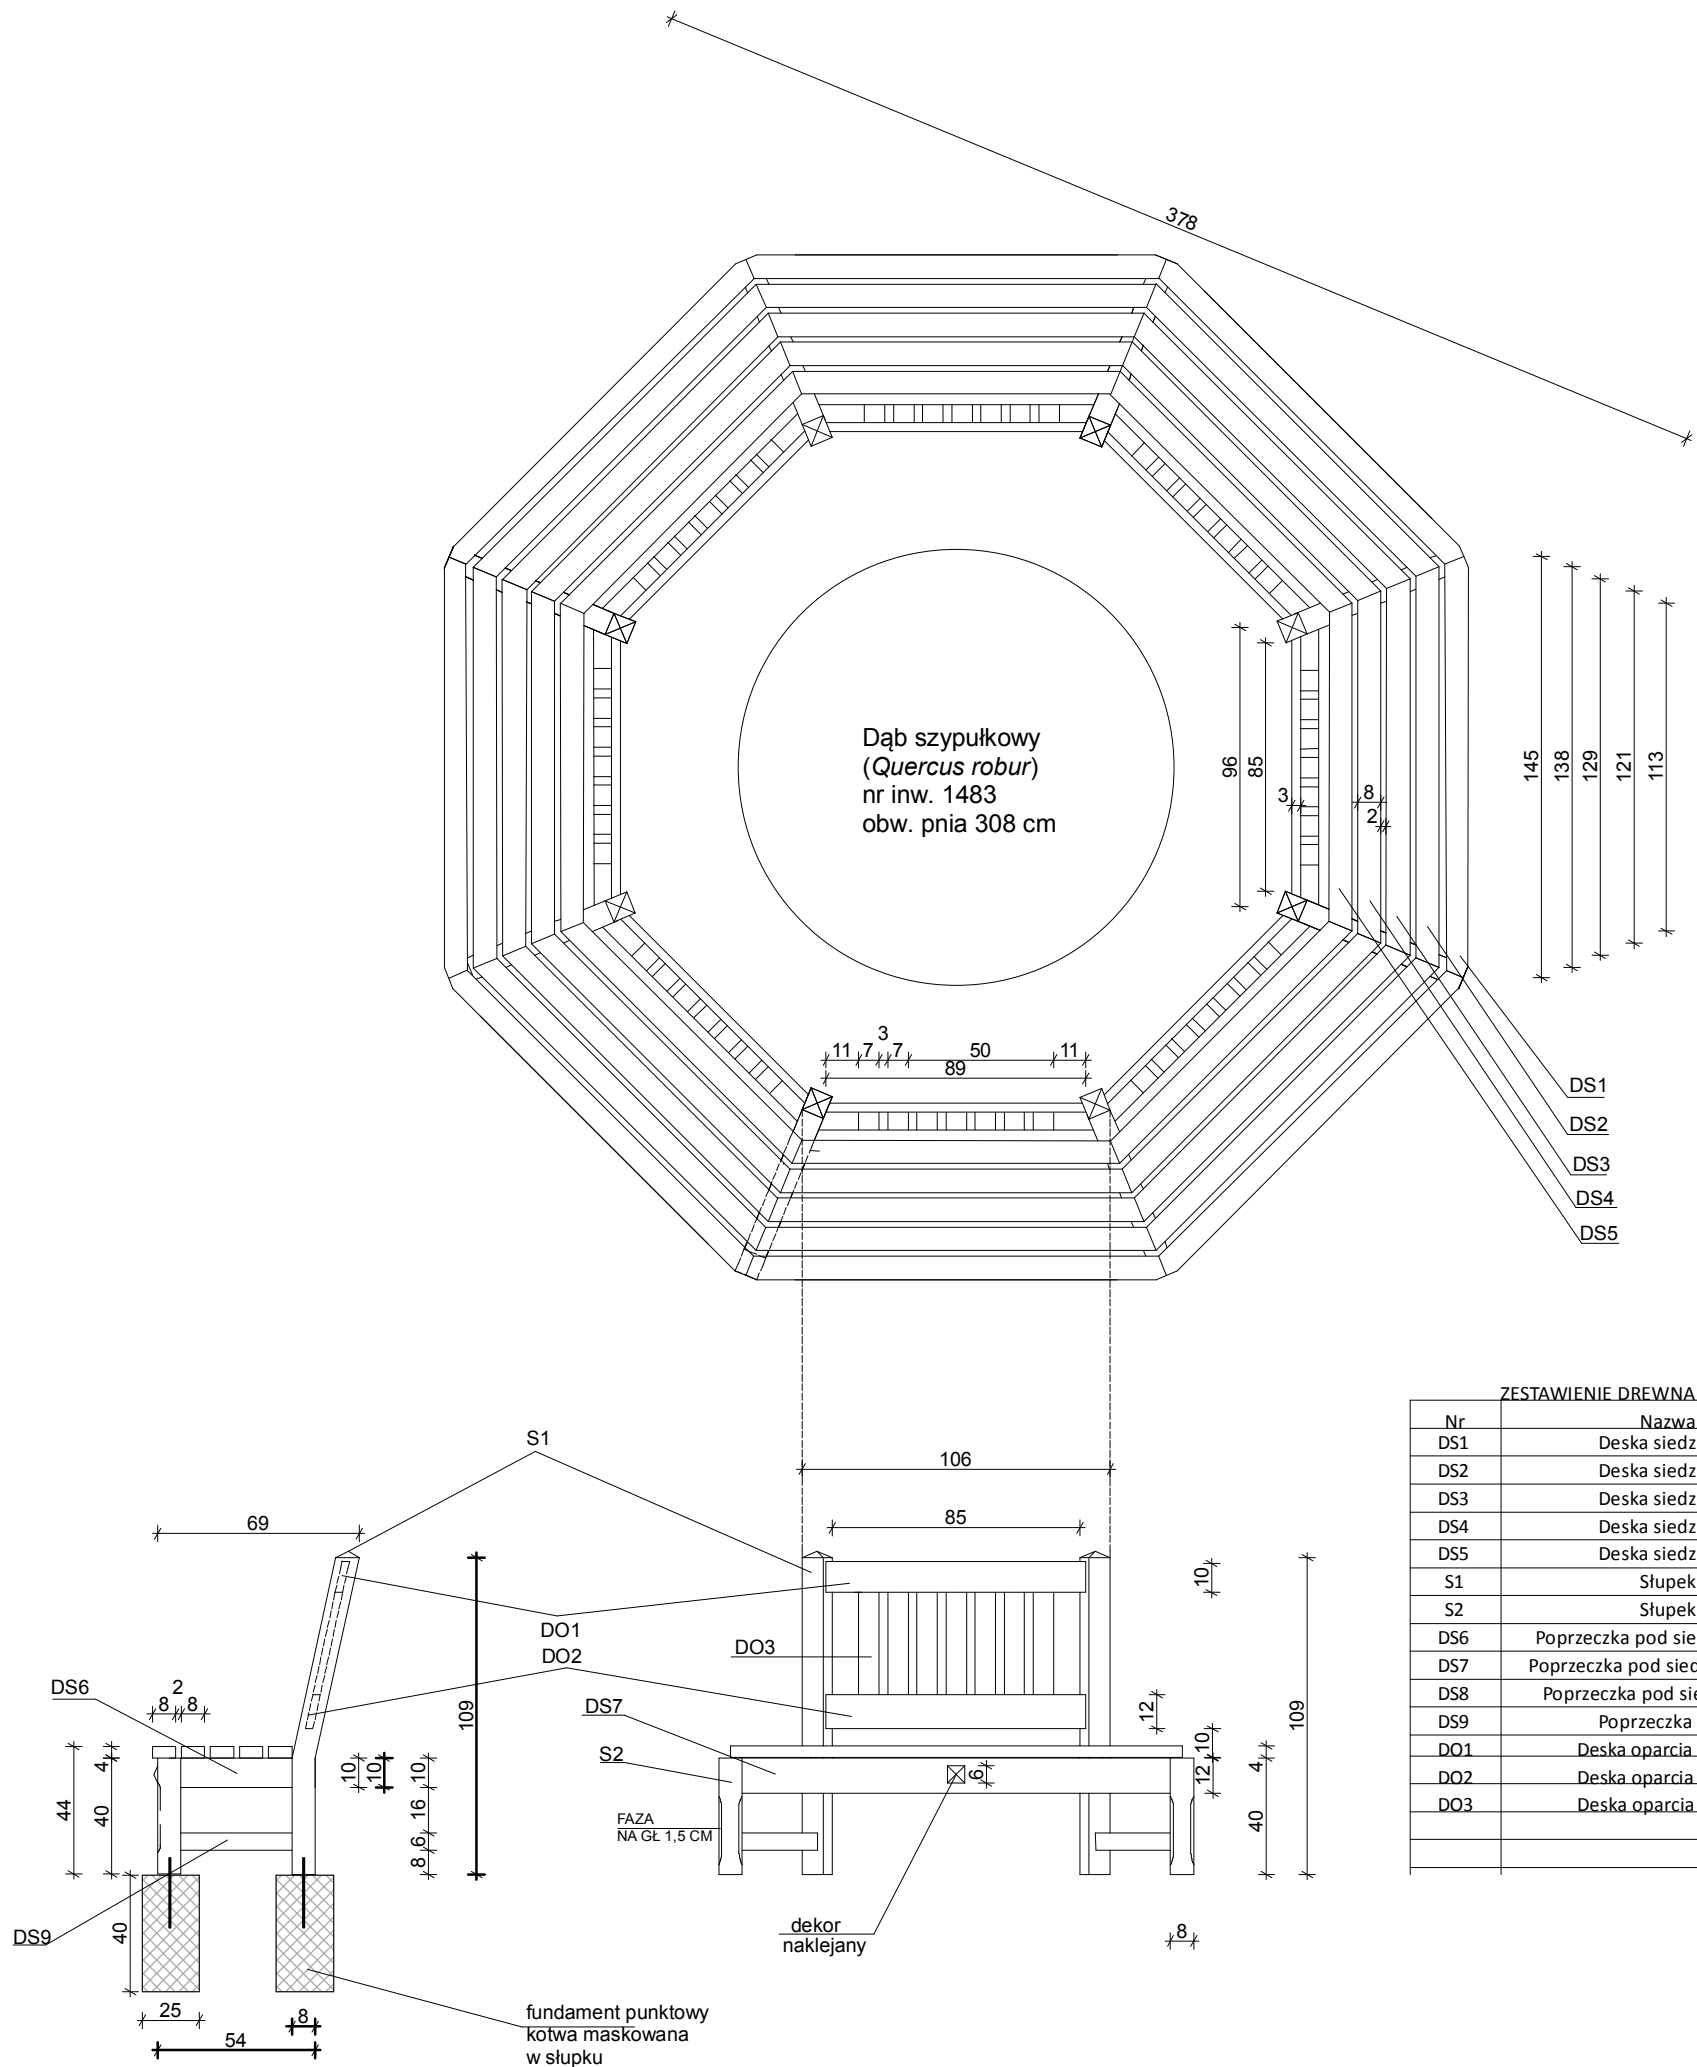 378
Dąb szypułkowy
(Quercus robur)
nr inw. 1483
obw. pnia 308 cm
96
85
3
8
2
145
138
129
121
113
3
11
7
7
50
11
89
DS1
DS2
DS3
DS4
DS5
S1
69
106
85
10
109
109
DO1
DO2
DO3
DS6
2
8
8
DS7
S2
12
10
12
4
40
6
4
44
40
10
10
10
16
6
8
FAZA
NA GŁ 1,5 CM
DS9
40
25
8
54
dekor
naklejany
8
fundament punktowy
kotwa maskowana
w słupku
ZESTAWIENIE DREWNA
Nr Nazwa
DS1 Deska siedz
DS2 Deska siedz
DS3 Deska siedz
DS4 Deska siedz
DS5 Deska siedz
S1 Słupek
S2 Słupek
DS6 Poprzeczka pod sie
DS7 Poprzeczka pod sied
DS8 Poprzeczka pod sie
DS9 Poprzeczka
DO1 Deska oparcia
DO2 Deska oparcia
DO3 Deska oparcia